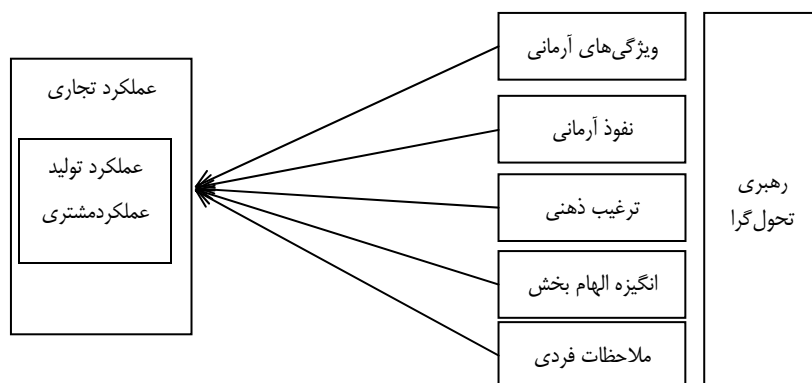 رهبری
تحول‌گرا
ویژگی‌های آرمانی
نفوذ آرمانی
ترغیب ذهنی
انگیزه الهام بخش
ملاحظات فردی
عملکرد تجاری
عملکرد تولید
عملکردمشتری